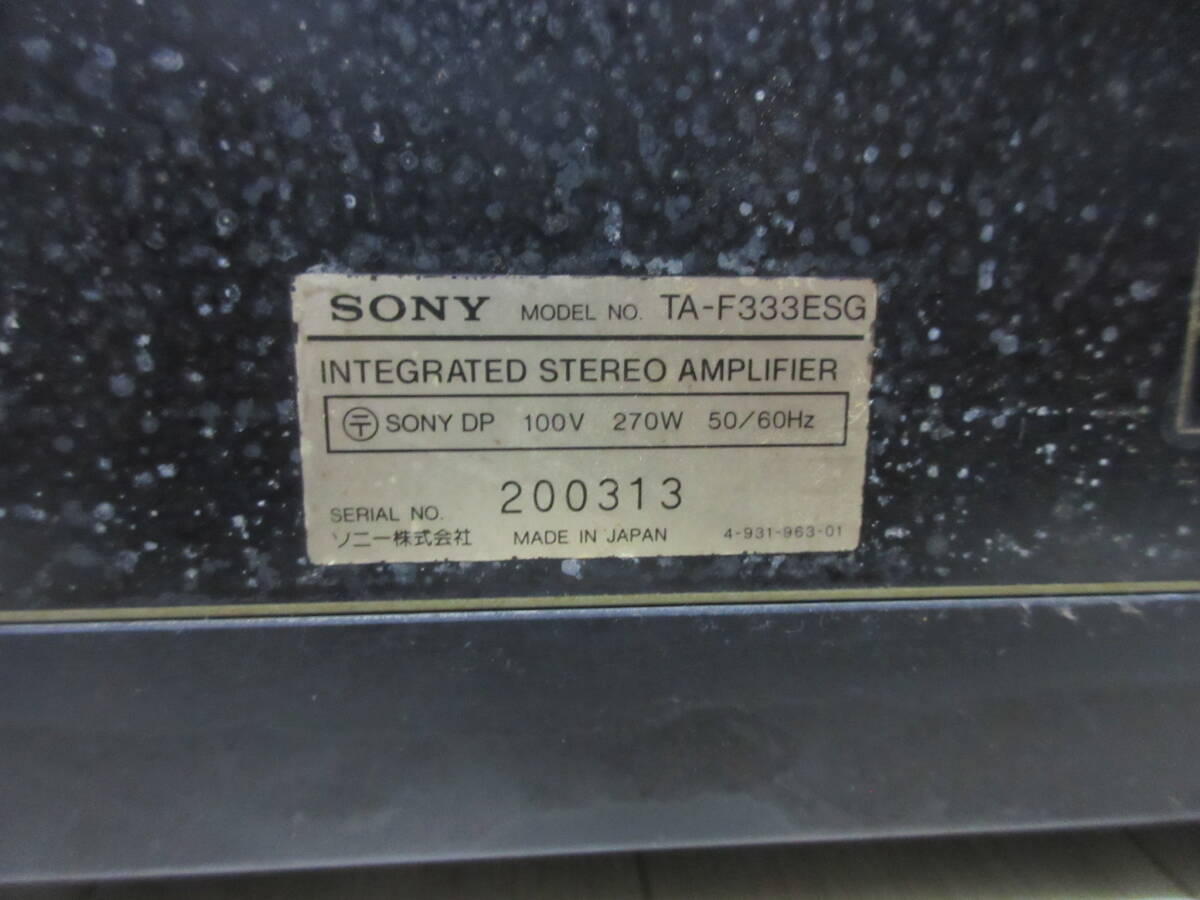 SONY MODEL NO. TA-F333ESG
INTEGRATED STEREO AMPLIFIER
〒 SONY DP 100V 270W 50/60Hz
SERIAL NO. 200313
ソニー株式会社 MADE IN JAPAN 4-931-963-01